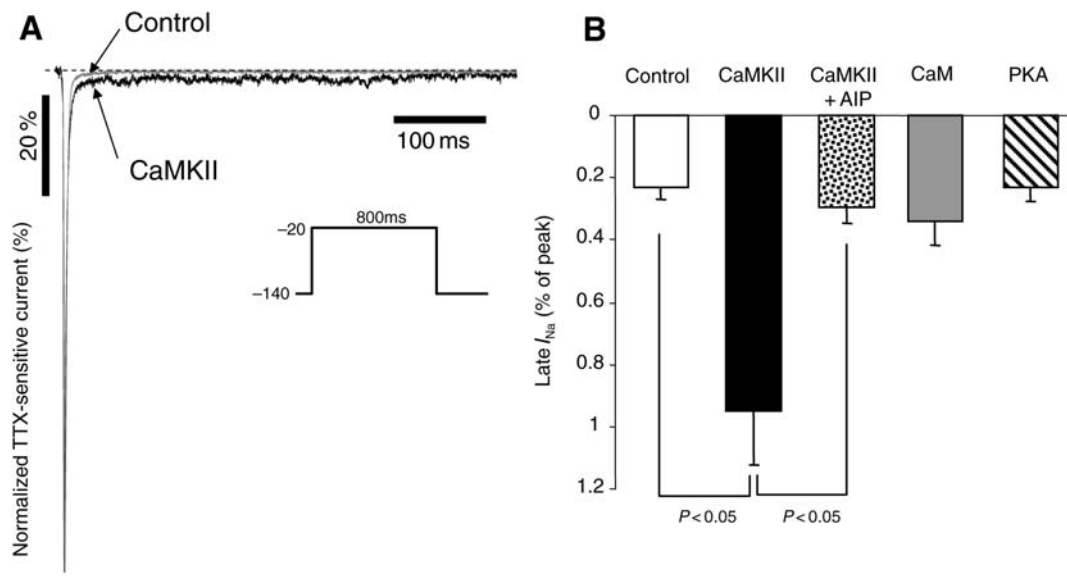 A
Control
CaMKII
20 %
100 ms
Normalized TTX-sensitive current (%)
800ms
–20
–140
B
Control
CaMKII
CaMKII
+ AIP
CaM
PKA
Late INa (% of peak)
0
0.2
0.4
0.6
0.8
1
1.2
P < 0.05
P < 0.05